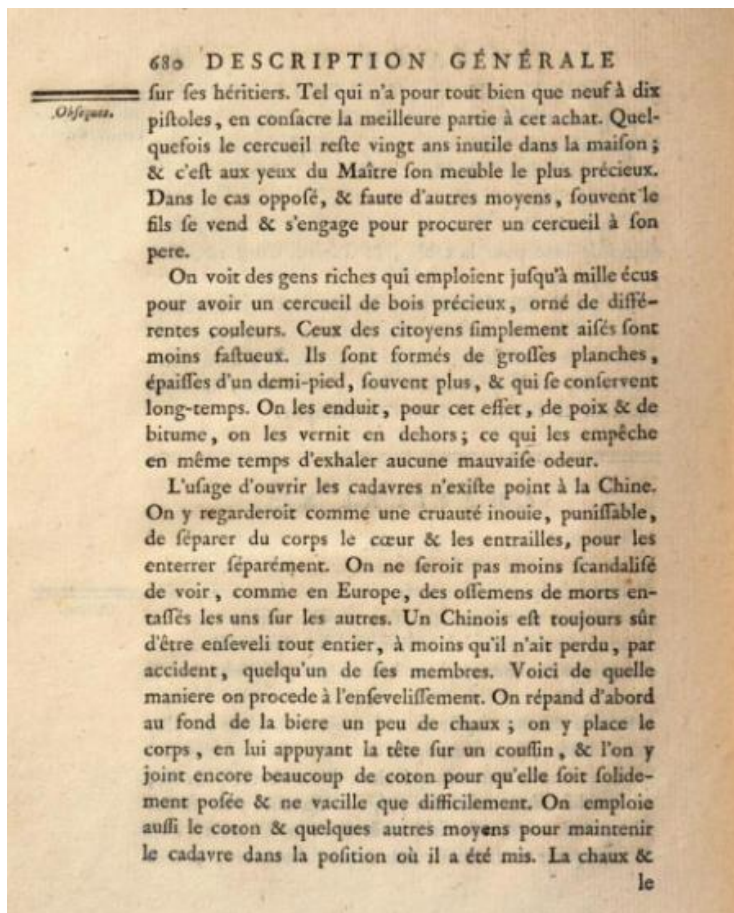 680 DESCRIPTION GÉNÉRALE
Obſeques.
ſur ſes héritiers. Tel qui n'a pour tout bien que neuf à dix
piſtoles, en conſacre la meilleure partie à cet achat. Quel-
quefois le cercueil reſte vingt ans inutile dans la maiſon ;
& c'eſt aux yeux du Maître ſon meuble le plus précieux.
Dans le cas oppoſé, & faute d'autres moyens, ſouvent le
fils ſe vend & s'engage pour procurer un cercueil à ſon
pere.
On voit des gens riches qui emploient juſqu'à mille écus
pour avoir un cercueil de bois précieux, orné de diffé-
rentes couleurs. Ceux des citoyens ſimplement aiſés ſont
moins faſtueux. Ils ſont formés de groſſes planches,
épaiſſes d'un demi-pied, ſouvent plus, & qui ſe conſervent
long-temps. On les enduit, pour cet effet, de poix & de
bitume, on les vernit en dehors ; ce qui les empêche
en même temps d'exhaler aucune mauvaiſe odeur.
L'uſage d'ouvrir les cadavres n'exiſte point à la Chine.
On y regarderoit comme une cruauté inouie, puniſſable,
de ſéparer du corps le cœur & les entrailles, pour les
enterrer ſéparément. On ne ſeroit pas moins ſcandaliſé
de voir, comme en Europe, des oſſemens de morts en-
taſſés les uns ſur les autres. Un Chinois eſt toujours sûr
d'être enſeveli tout entier, à moins qu'il n'ait perdu, par
accident, quelqu'un de ſes membres. Voici de quelle
maniere on procede à l'enſeveliſſement. On répand d'abord
au fond de la biere un peu de chaux ; on y place le
corps, en lui appuyant la tête ſur un couſſin, & l'on y
joint encore beaucoup de coton pour qu'elle ſoit ſolide-
ment poſée & ne vacille que difficilement. On emploie
auſſi le coton & quelques autres moyens pour maintenir
le cadavre dans la poſition où il a été mis. La chaux &
le